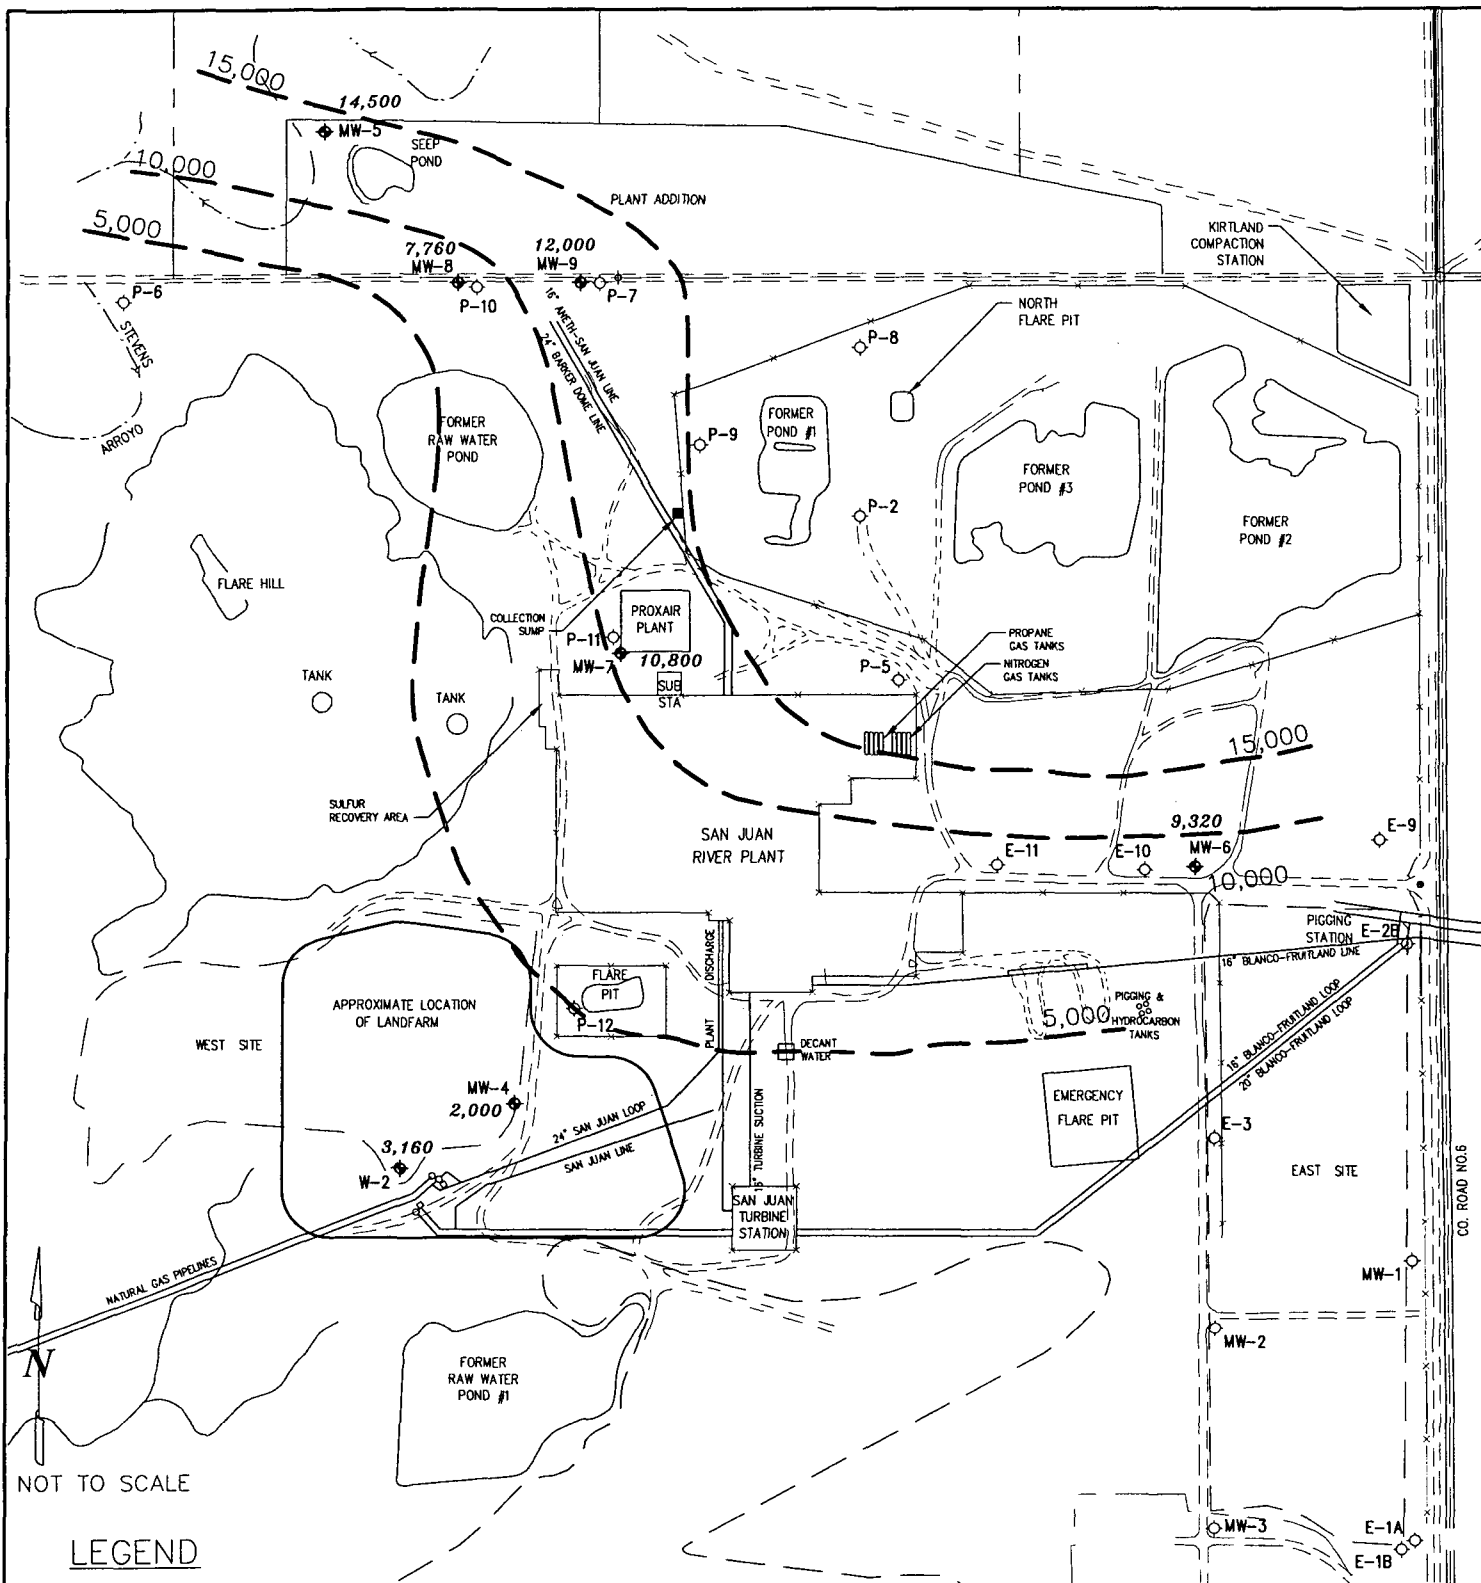 15,000
14,500
MW-5
SEEP
POND
10,000
PLANT ADDITION
5,000
7,760
MW-8
12,000
MW-9
KIRTLAND
COMPACTION
STATION
P-6
P-10
P-7
NORTH
FLARE PIT
STEVENS
ARROYO
16" ANETH-SAN JUAN LINE
24" BARKER DOME LINE
P-8
FORMER
RAW WATER
POND
P-9
FORMER
POND #1
FORMER
POND #3
P-2
FORMER
POND #2
FLARE HILL
COLLECTION
SUMP
PROXAIR
PLANT
P-11
MW-7
10,800
PROPANE
GAS TANKS
NITROGEN
GAS TANKS
P-5
SUB
STA
TANK
TANK
15,000
SULFUR
RECOVERY AREA
SAN JUAN
RIVER PLANT
9,320
MW-6
E-9
E-11
E-10
10,000
PIGGING
STATION
E-2B
16" BLANCO-FRUITLAND LINE
PLANT DISCHARGE
FLARE
PIT
P-12
APPROXIMATE LOCATION
OF LANDFARM
WEST SITE
5,000
PIGGING &
HYDROCARBON
TANKS
DECANT
WATER
16" BLANCO-FRUITLAND LOOP
20" BLANCO-FRUITLAND LOOP
MW-4
2,000
EMERGENCY
FLARE PIT
E-3
24" SAN JUAN LOOP
SAN JUAN LINE
16" TURBINE SUCTION
3,160
W-2
EAST SITE
CO. ROAD NO.6
SAN JUAN
TURBINE
STATION
NATURAL GAS PIPELINES
MW-1
N
MW-2
FORMER
RAW WATER
POND #1
NOT TO SCALE
MW-3
E-1A
E-1B
LEGEND